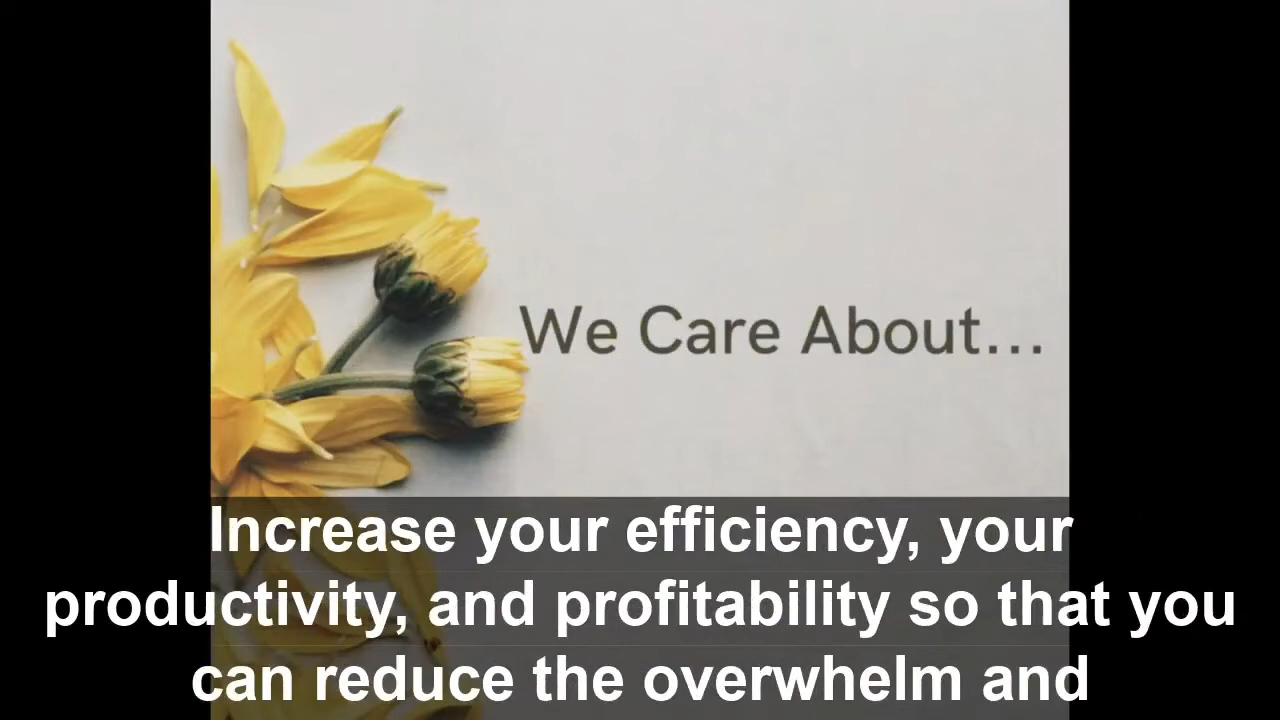 We Care About...
Increase your efficiency, your
productivity, and profitability so that you
can reduce the overwhelm and